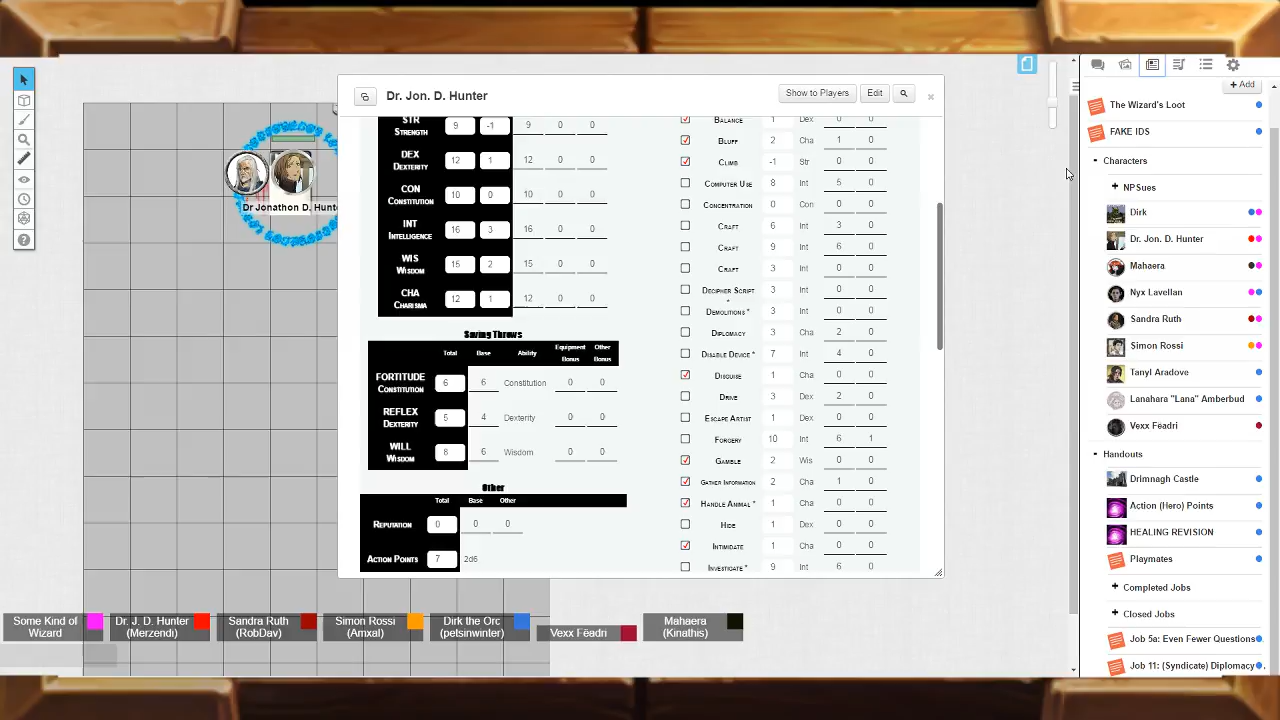 Dr. Jon. D. Hunter
Show to Players
Edit
STR
STRENGTH
9 -1 9 0 0
DEX
DEXTERITY
12 1 12 0 0
CON
CONSTITUTION
10 0 10 0 0
INT
INTELLIGENCE
16 3 16 0 0
WIS
WISDOM
15 2 15 0 0
CHA
CHARISMA
12 1 12 0 0
Saving Throws
Total Base Ability Equipment Bonus Other Bonus
FORTITUDE
CONSTITUTION
6 6 Constitution 0 0
REFLEX
DEXTERITY
5 4 Dexterity 0 0
WILL
WISDOM
8 6 Wisdom 0 0
Other
Total Base Other
REPUTATION 0 0 0
ACTION POINTS 7 2d6
BALANCE 1 Dex 0 0
BLUFF 2 Cha 1 0
CLIMB -1 Str 0 0
COMPUTER USE 8 Int 5 0
CONCENTRATION 0 Con 0 0
CRAFT 6 Int 3 0
CRAFT 9 Int 6 0
CRAFT 3 Int 0 0
DECIPHER SCRIPT * 3 Int 0 0
DEMOLITIONS * 3 Int 0 0
DIPLOMACY 3 Cha 2 0
DISABLE DEVICE * 7 Int 4 0
DISGUISE 1 Cha 0 0
DRIVE 3 Dex 2 0
ESCAPE ARTIST 1 Dex 0 0
FORGERY 10 Int 6 1
GAMBLE 2 Wis 0 0
GATHER INFORMATION 2 Cha 1 0
HANDLE ANIMAL * 1 Cha 0 0
HIDE 1 Dex 0 0
INTIMIDATE 1 Cha 0 0
INVESTIGATE * 9 Int 6 0
Dr Jonathon D. Hunte
Some Kind of
Wizard
Dr. J. D. Hunter
(Merzendi)
Sandra Ruth
(RobDav)
Simon Rossi
(Amxal)
Dirk the Orc
(petsinwinter)
Vexx Fëadri
Mahaera
(Kinathis)
+ Add
The Wizard's Loot
FAKE IDS
- Characters
+ NPSues
Dirk
Dr. Jon. D. Hunter
Mahaera
Nyx Lavellan
Sandra Ruth
Simon Rossi
Tanyl Aradove
Lanahara "Lana" Amberbud
Vexx Fëadri
- Handouts
Drimnagh Castle
Action (Hero) Points
HEALING REVISION
Playmates
+ Completed Jobs
+ Closed Jobs
Job 5a: Even Fewer Questions
Job 11: (Syndicate) Diplomacy